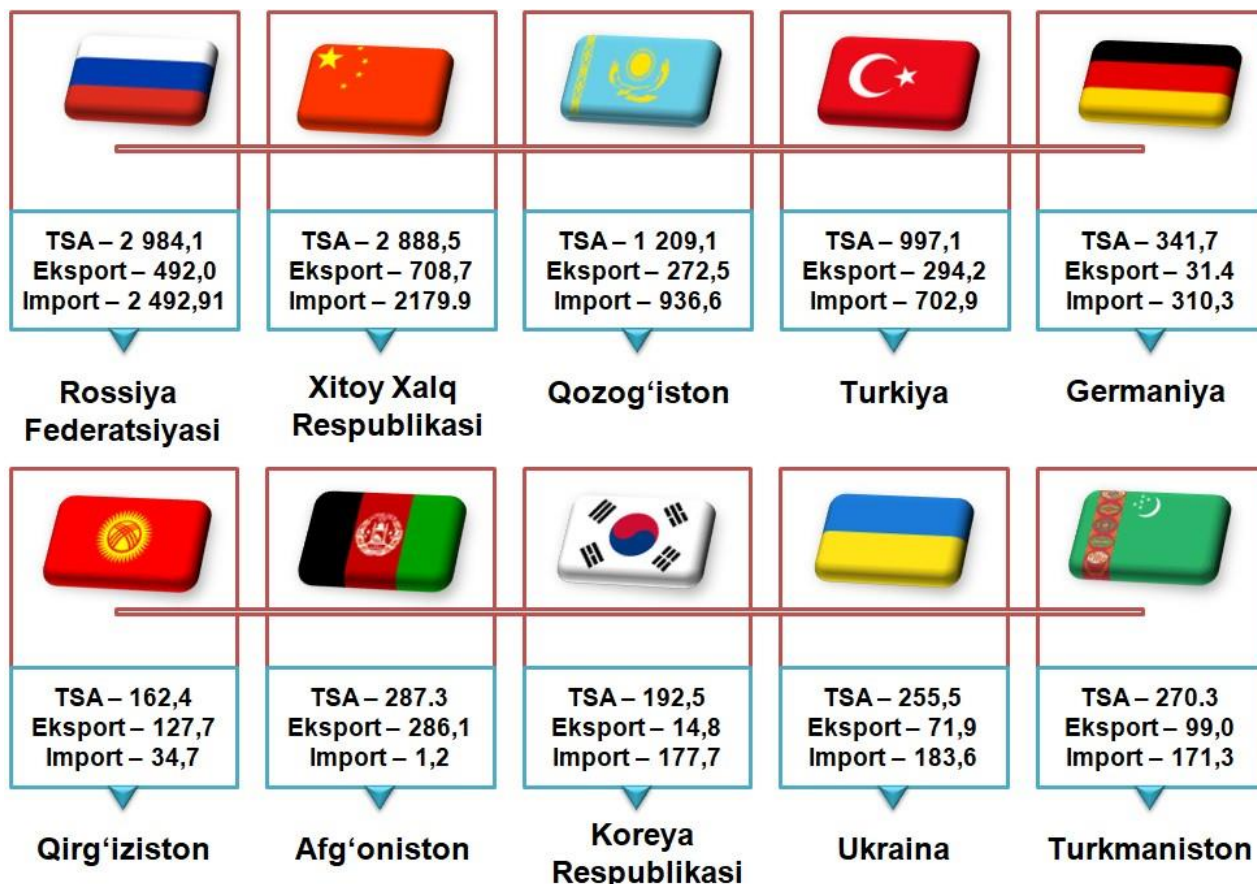 TSA – 2 984,1
Eksport – 492,0
Import – 2 492,91
Rossiya
Federatsiyasi
TSA – 2 888,5
Eksport – 708,7
Import – 2179.9
Xitoy Xalq
Respublikasi
TSA – 1 209,1
Eksport – 272,5
Import – 936,6
Qozog‘iston
TSA – 997,1
Eksport – 294,2
Import – 702,9
Turkiya
TSA – 341,7
Eksport – 31.4
Import – 310,3
Germaniya
TSA – 162,4
Eksport – 127,7
Import – 34,7
Qirg‘iziston
TSA – 287.3
Eksport – 286,1
Import – 1,2
Afg‘oniston
TSA – 192,5
Eksport – 14,8
Import – 177,7
Koreya
Respublikasi
TSA – 255,5
Eksport – 71,9
Import – 183,6
Ukraina
TSA – 270.3
Eksport – 99,0
Import – 171,3
Turkmaniston